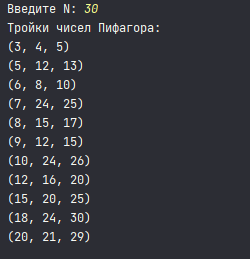 Введите N: 30
Тройки чисел Пифагора:
(3, 4, 5)
(5, 12, 13)
(6, 8, 10)
(7, 24, 25)
(8, 15, 17)
(9, 12, 15)
(10, 24, 26)
(12, 16, 20)
(15, 20, 25)
(18, 24, 30)
(20, 21, 29)